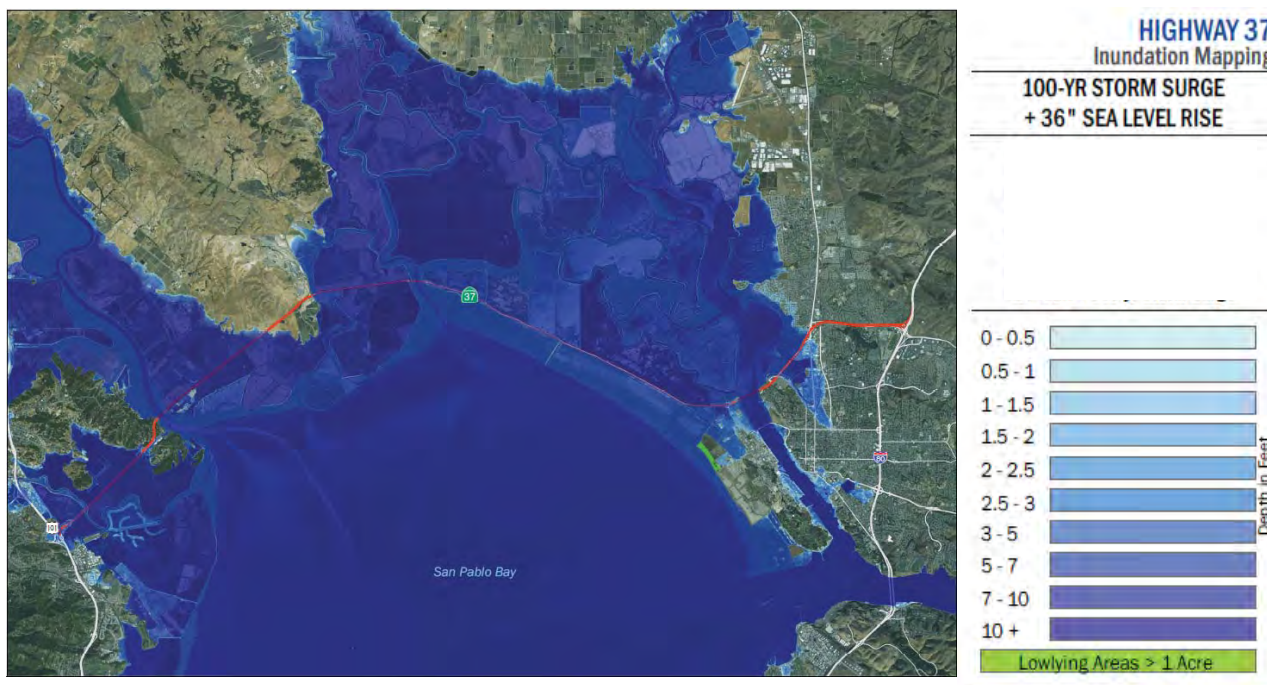 HIGHWAY 37
Inundation Mapping
100-YR STORM SURGE
+ 36" SEA LEVEL RISE
37
0 - 0.5
0.5 - 1
1 - 1.5
1.5 - 2
2 - 2.5
2.5 - 3
3 - 5
5 - 7
7 - 10
10 +
Depth in Feet
Lowlying Areas > 1 Acre
80
101
San Pablo Bay